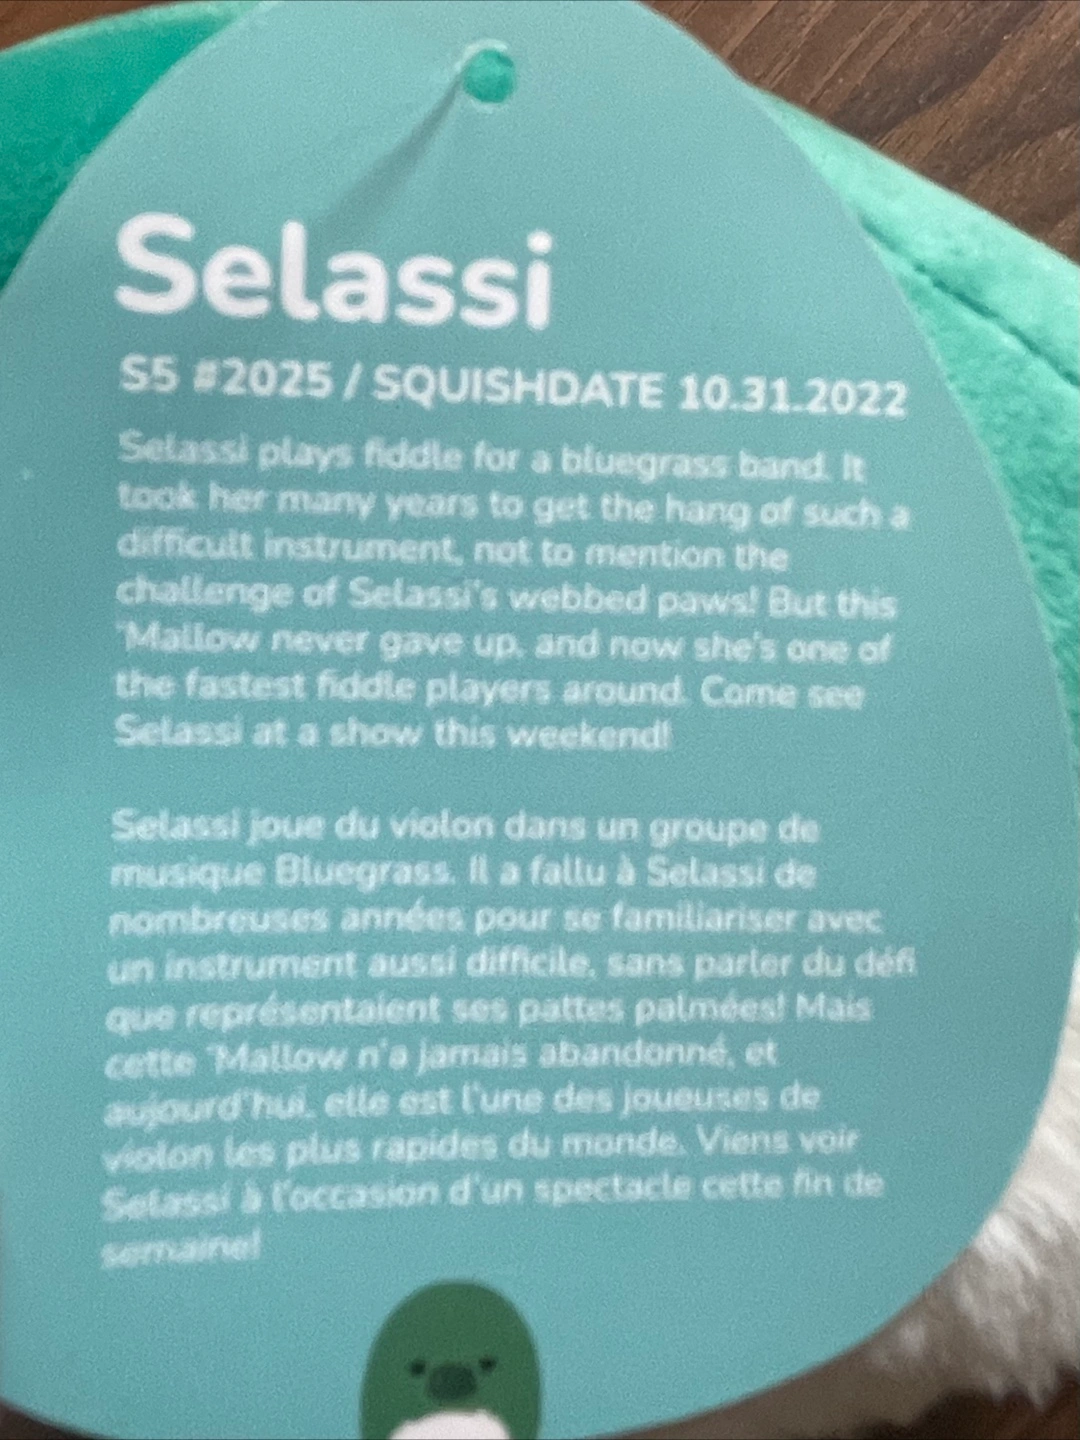 Selassi
S5 #2025 / SQUISHDATE 10.31.2022
Selassi plays fiddle for a bluegrass band. It
took her many years to get the hang of such a
difficult instrument, not to mention the
challenge of Selassi's webbed paws! But this
'Mallow never gave up, and now she's one of
the fastest fiddle players around. Come see
Selassi at a show this weekend!
Selassi joue du violon dans un groupe de
musique Bluegrass. Il a fallu à Selassi de
nombreuses années pour se familiariser avec
un instrument aussi difficile, sans parler du défi
que représentaient ses pattes palmées! Mais
cette 'Mallow n'a jamais abandonné, et
aujourd'hui, elle est l'une des joueuses de
violon les plus rapides du monde. Viens voir
Selassi à l'occasion d'un spectacle cette fin de
semaine!